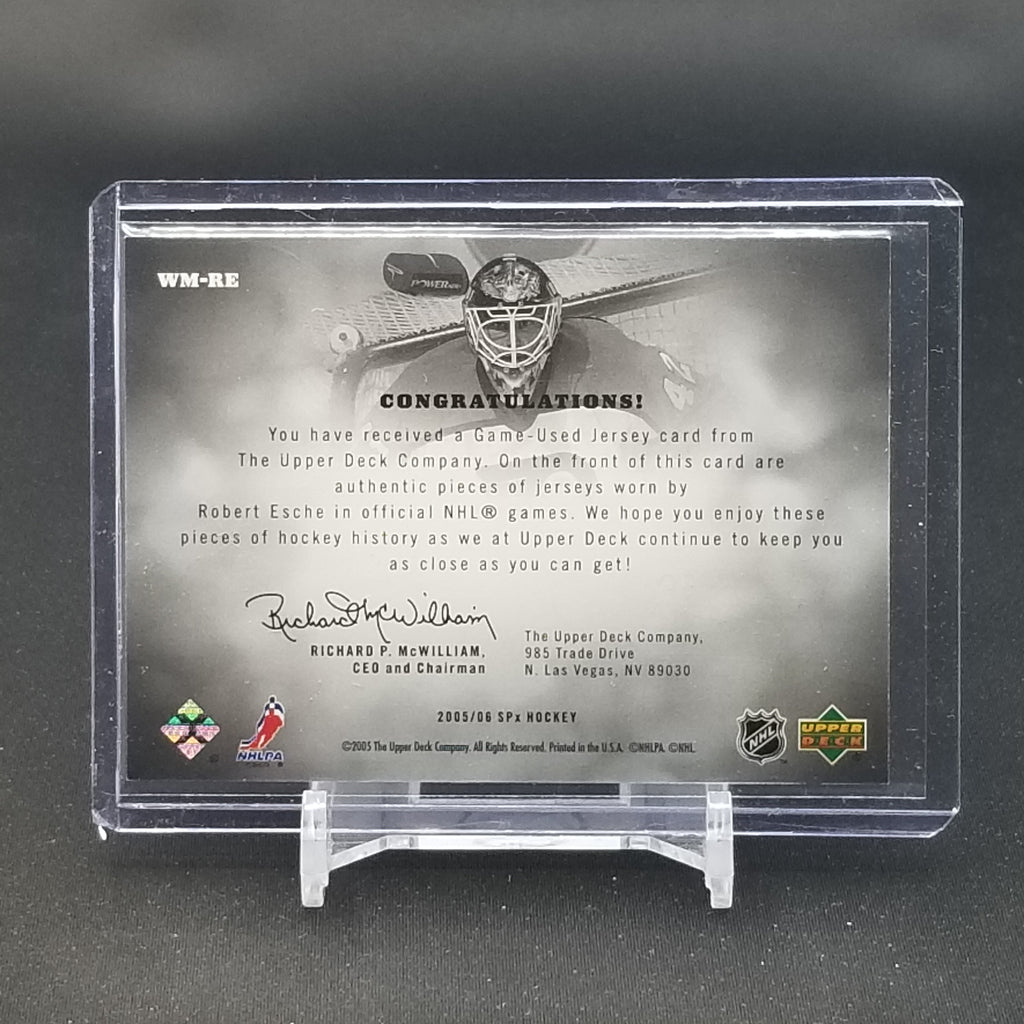 WM-RE
POWER
CONGRATULATIONS!
You have received a Game-Used Jersey card from
The Upper Deck Company. On the front of this card are
authentic pieces of jerseys worn by
Robert Esche in official NHL® games. We hope you enjoy these
pieces of hockey history as we at Upper Deck continue to keep you
as close as you can get!
Richard McWilliam
RICHARD P. McWILLIAM,
CEO and Chairman
The Upper Deck Company,
985 Trade Drive
N. Las Vegas, NV 89030
2005/06 SPx HOCKEY
©2005 The Upper Deck Company. All Rights Reserved. Printed in the U.S.A. ©NHLPA. ©NHL.
NHLPA
NHL
UPPER
DECK